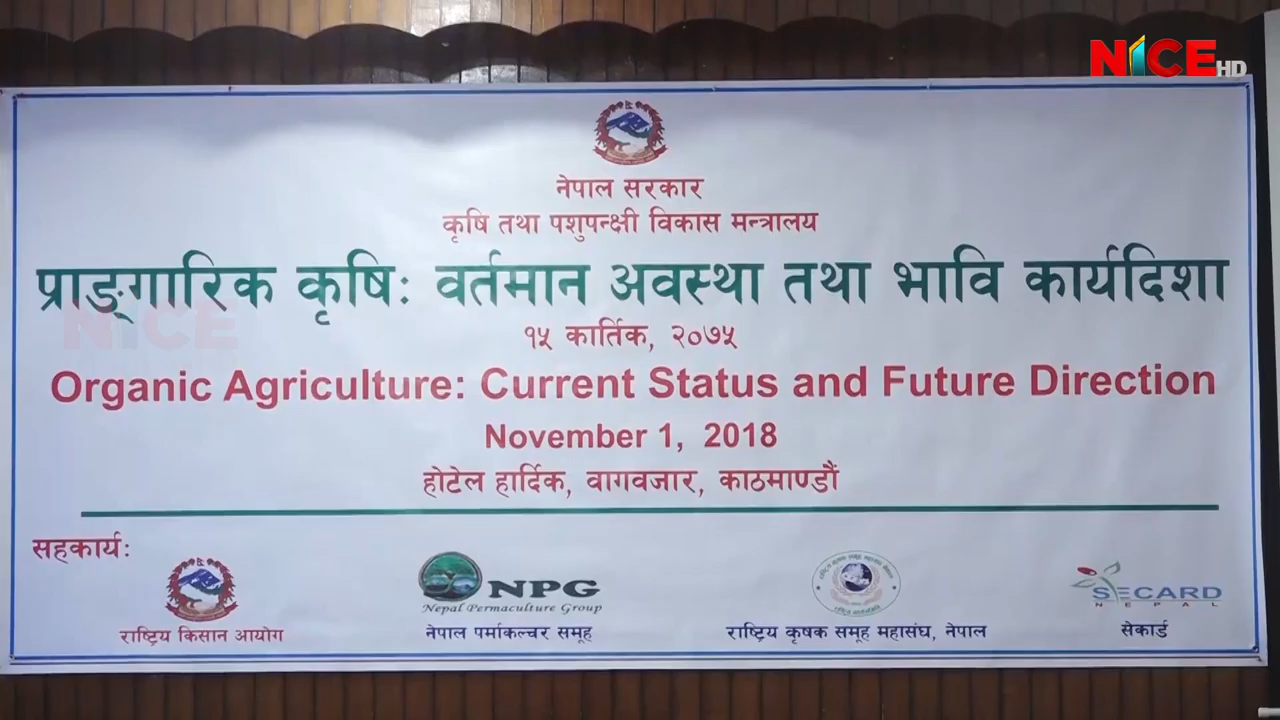 NICE HD
नेपाल सरकार
कृषि तथा पशुपन्क्षी विकास मन्त्रालय
प्राङ्गारिक कृषि: वर्तमान अवस्था तथा भावि कार्यदिशा
NICE
१५ कार्तिक, २०७५
Organic Agriculture: Current Status and Future Direction
November 1, 2018
होटेल हार्दिक, वागवजार, काठमाण्डौं
सहकार्य:
NPG
Nepal Permaculture Group
SECARD
NEPAL
राष्ट्रिय किसान आयोग
नेपाल पर्माकल्चर समूह
राष्ट्रिय कृषक समूह महासंघ, नेपाल
सेकार्ड